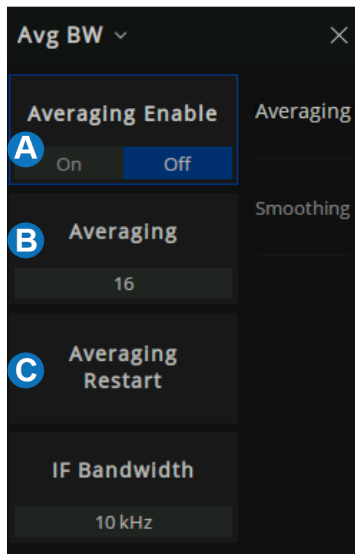 Avg BW
Averaging Enable
A
On Off
B
Averaging
16
C
Averaging
Restart
IF Bandwidth
10 kHz
Averaging
Smoothing